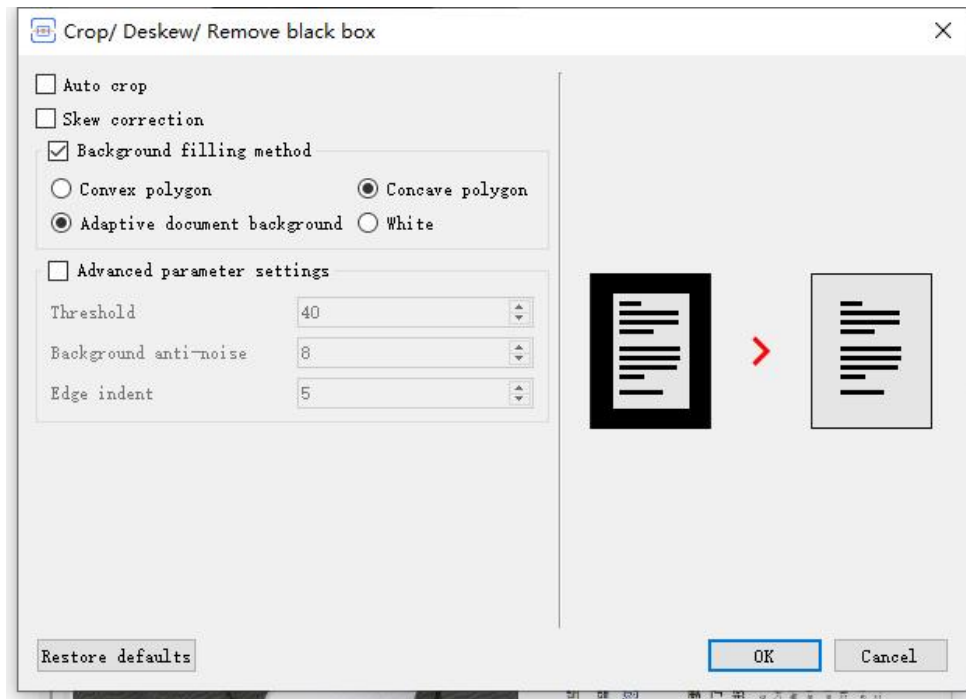 Crop/ Deskew/ Remove black box
Auto crop
Skew correction
Background filling method
Convex polygon Concave polygon
Adaptive document background White
Advanced parameter settings
Threshold 40
Background anti-noise 8
Edge indent 5
Restore defaults OK Cancel